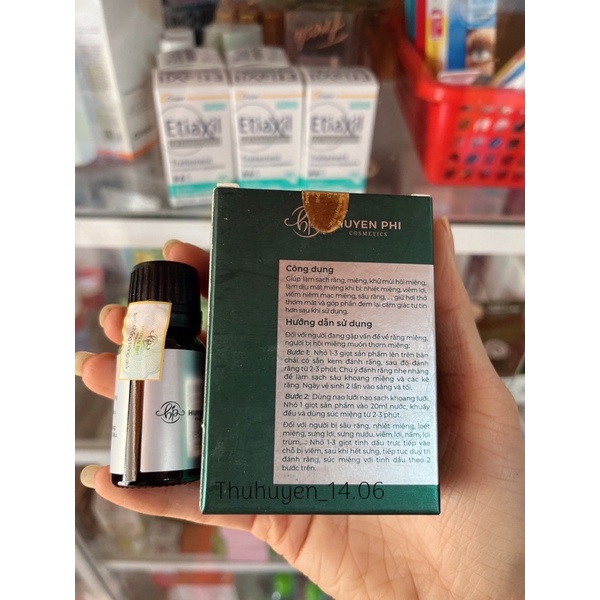 Etiaxil
Etiaxil
Etiaxil
HUYEN PHI
COSMETICS
Công dụng
Giúp làm sạch răng, miệng, khử mùi hôi miệng,
làm dịu mát miệng khi bị: nhiệt miệng, viêm lợi,
viêm niêm mạc miệng, sâu răng, ...; giữ hơi thở
thơm mát và góp phần đem lại cảm giác tự tin
hơn sau khi sử dụng.
Hướng dẫn sử dụng
Đối với người đang gặp vấn đề về răng miệng,
người bị hôi miếng muốn thơm miệng:
Bước 1: Nhỏ 1-3 giọt sản phẩm lên trên bàn
chải có sẵn kem đánh răng, sau đó đánh
răng từ 2-3 phút. Chú ý đánh răng nhẹ nhàng
để làm sạch sâu khoang miệng và các kẽ
răng. Ngày vệ sinh 2 lần vào sáng và tối.
Bước 2: Dùng nạo lưỡi nạo sạch khoang lưỡi.
Nhỏ 1 giọt sản phẩm vào 20ml nước, khuấy
đều và dùng súc miệng từ 2-3 phút.
Đối với người bị sâu răng, nhiệt miệng, loét
miệng, sưng lợi, sưng nướu, viêm lợi, nấm, lợi
trùm,...: Nhỏ 1-3 giọt tinh dầu trực tiếp vào
chỗ bị viêm, sau khi hết sưng, tiếp tục duy trì
đánh răng, súc miệng với tinh dầu theo 2
bước trên.
Thuhuyen_14.06